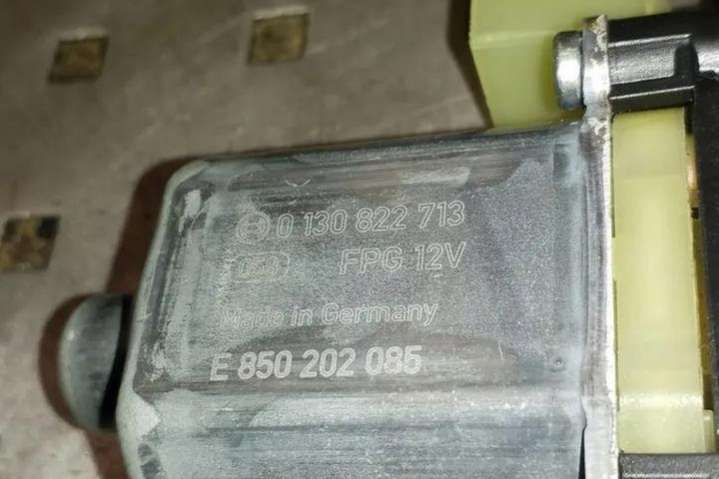 0 130 822 713
FPG 12V
Made in Germany
E 850 202 085